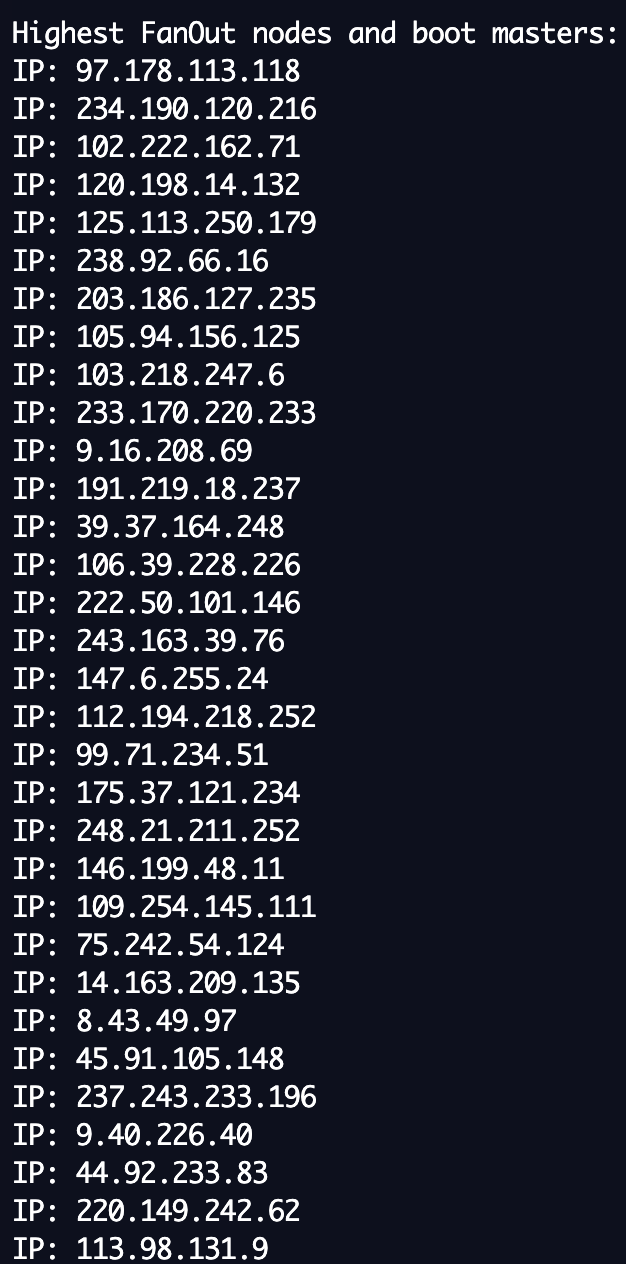 Highest FanOut nodes and boot masters:
IP: 97.178.113.118
IP: 234.190.120.216
IP: 102.222.162.71
IP: 120.198.14.132
IP: 125.113.250.179
IP: 238.92.66.16
IP: 203.186.127.235
IP: 105.94.156.125
IP: 103.218.247.6
IP: 233.170.220.233
IP: 9.16.208.69
IP: 191.219.18.237
IP: 39.37.164.248
IP: 106.39.228.226
IP: 222.50.101.146
IP: 243.163.39.76
IP: 147.6.255.24
IP: 112.194.218.252
IP: 99.71.234.51
IP: 175.37.121.234
IP: 248.21.211.252
IP: 146.199.48.11
IP: 109.254.145.111
IP: 75.242.54.124
IP: 14.163.209.135
IP: 8.43.49.97
IP: 45.91.105.148
IP: 237.243.233.196
IP: 9.40.226.40
IP: 44.92.233.83
IP: 220.149.242.62
IP: 113.98.131.9